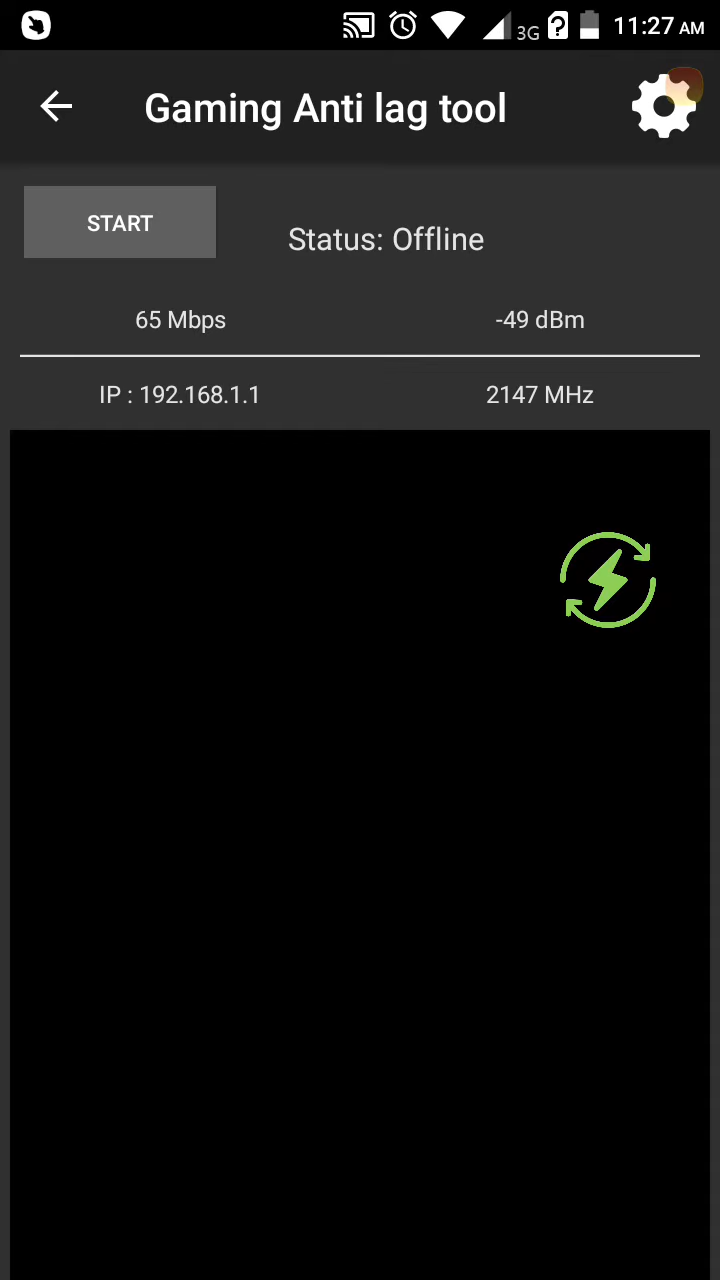 3G
11:27 AM
Gaming Anti lag tool
START
Status: Offline
65 Mbps
-49 dBm
IP : 192.168.1.1
2147 MHz